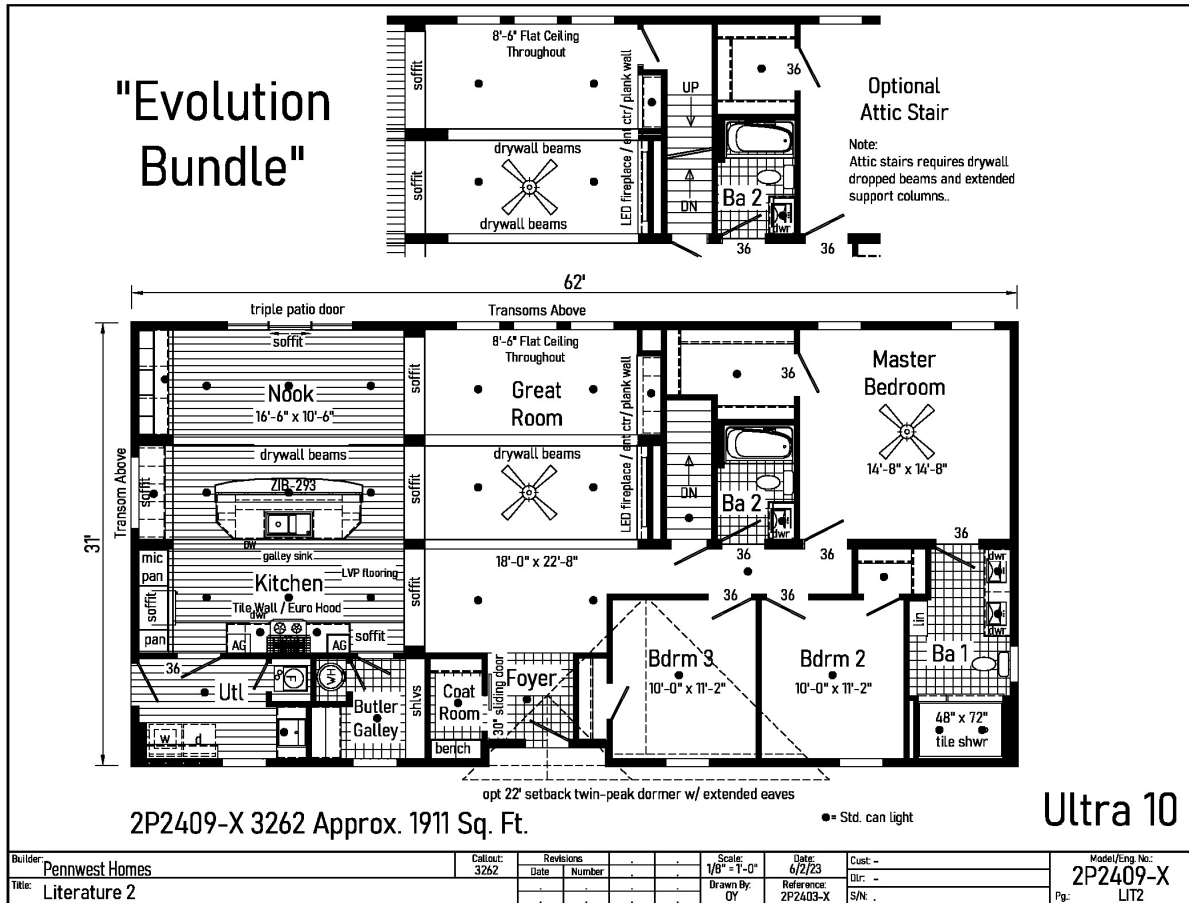 "Evolution
Bundle"
8'-6" Flat Ceiling
Throughout
soffit
drywall beams
soffit
drywall beams
LED fireplace / ent ctr/ plank wall
UP
DN
36
Ba 2
dwr
36
36
Optional
Attic Stair
Note:
Attic stairs requires drywall
dropped beams and extended
support columns..
62'
31'
triple patio door
soffit
Transoms Above
8'-6" Flat Ceiling
Throughout
Nook
16'-6" x 10'-6"
soffit
Great
Room
LED fireplace / ent ctr/ plank wall
36
Master
Bedroom
14'-8" x 14'-8"
Transom Above
soffit
drywall beams
ZIB-293
soffit
drywall beams
DN
Ba 2
dwr
dw
galley sink
mic
pan
soffit
pan
Kitchen
LVP flooring
Tile Wall / Euro Hood
dwr
AG
AG
soffit
soffit
18'-0" x 22'-8"
36
36
36
36
36
dwr
dwr
lin
Ba 1
48" x 72"
tile shwr
36
Utl
F
WH
W
d
Butler
Galley
shlvs
Coat
Room
bench
30" sliding door
Foyer
Bdrm 3
10'-0" x 11'-2"
Bdrm 2
10'-0" x 11'-2"
opt 22' setback twin-peak dormer w/ extended eaves
2P2409-X 3262 Approx. 1911 Sq. Ft.
●= Std. can light
Ultra 10
Builder:
Pennwest Homes
Title:
Literature 2
Callout:
3262
Revisions
Date Number
Scale:
1/8" = 1'-0"
Date:
6/2/23
Drawn By:
OY
Reference:
2P2403-X
Cust: -
Dlr: -
S/N: .
Model/Eng. No.:
2P2409-X
Pg.: LIT2